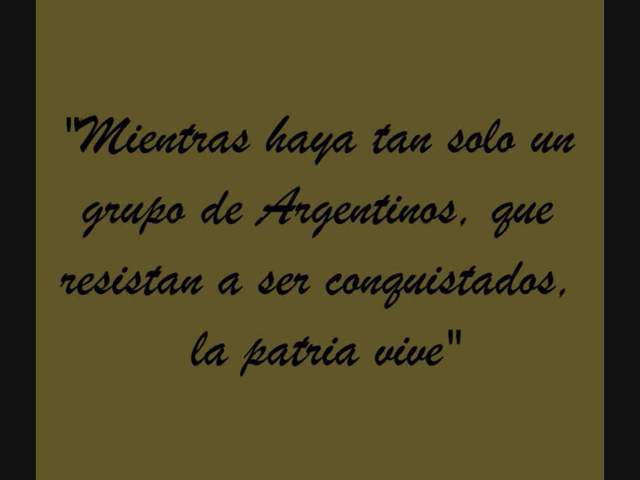 "Mientras haya tan solo un
grupo de Argentinos, que
resistan a ser conquistados,
la patria vive"